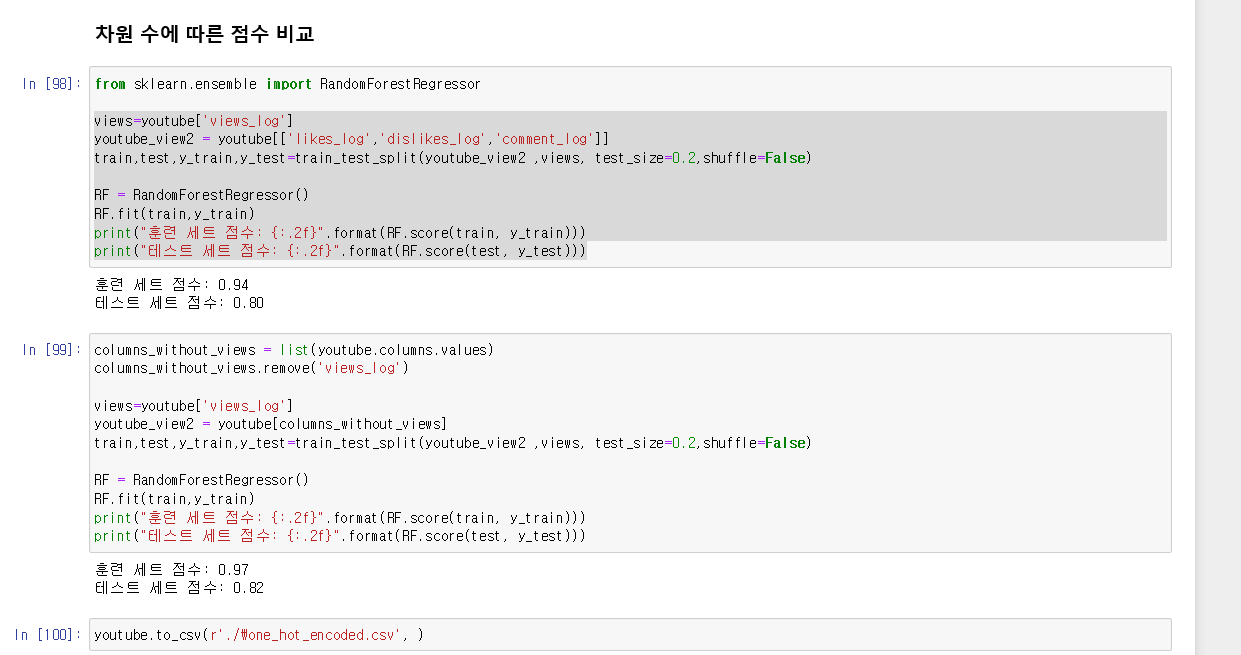 차원 수에 따른 점수 비교
In [98]:
from sklearn.ensemble import RandomForestRegressor
views=youtube['views_log']
youtube_view2 = youtube[['likes_log','dislikes_log','comment_log']]
train,test,y_train,y_test=train_test_split(youtube_view2 ,views, test_size=0.2,shuffle=False)
RF = RandomForestRegressor()
RF.fit(train,y_train)
print("훈련 세트 점수: {:.2f}".format(RF.score(train, y_train)))
print("테스트 세트 점수: {:.2f}".format(RF.score(test, y_test)))
훈련 세트 점수: 0.94
테스트 세트 점수: 0.80
In [99]:
columns_without_views = list(youtube.columns.values)
columns_without_views.remove('views_log')
views=youtube['views_log']
youtube_view2 = youtube[columns_without_views]
train,test,y_train,y_test=train_test_split(youtube_view2 ,views, test_size=0.2,shuffle=False)
RF = RandomForestRegressor()
RF.fit(train,y_train)
print("훈련 세트 점수: {:.2f}".format(RF.score(train, y_train)))
print("테스트 세트 점수: {:.2f}".format(RF.score(test, y_test)))
훈련 세트 점수: 0.97
테스트 세트 점수: 0.82
In [100]:
youtube.to_csv(r'./₩one_hot_encoded.csv', )